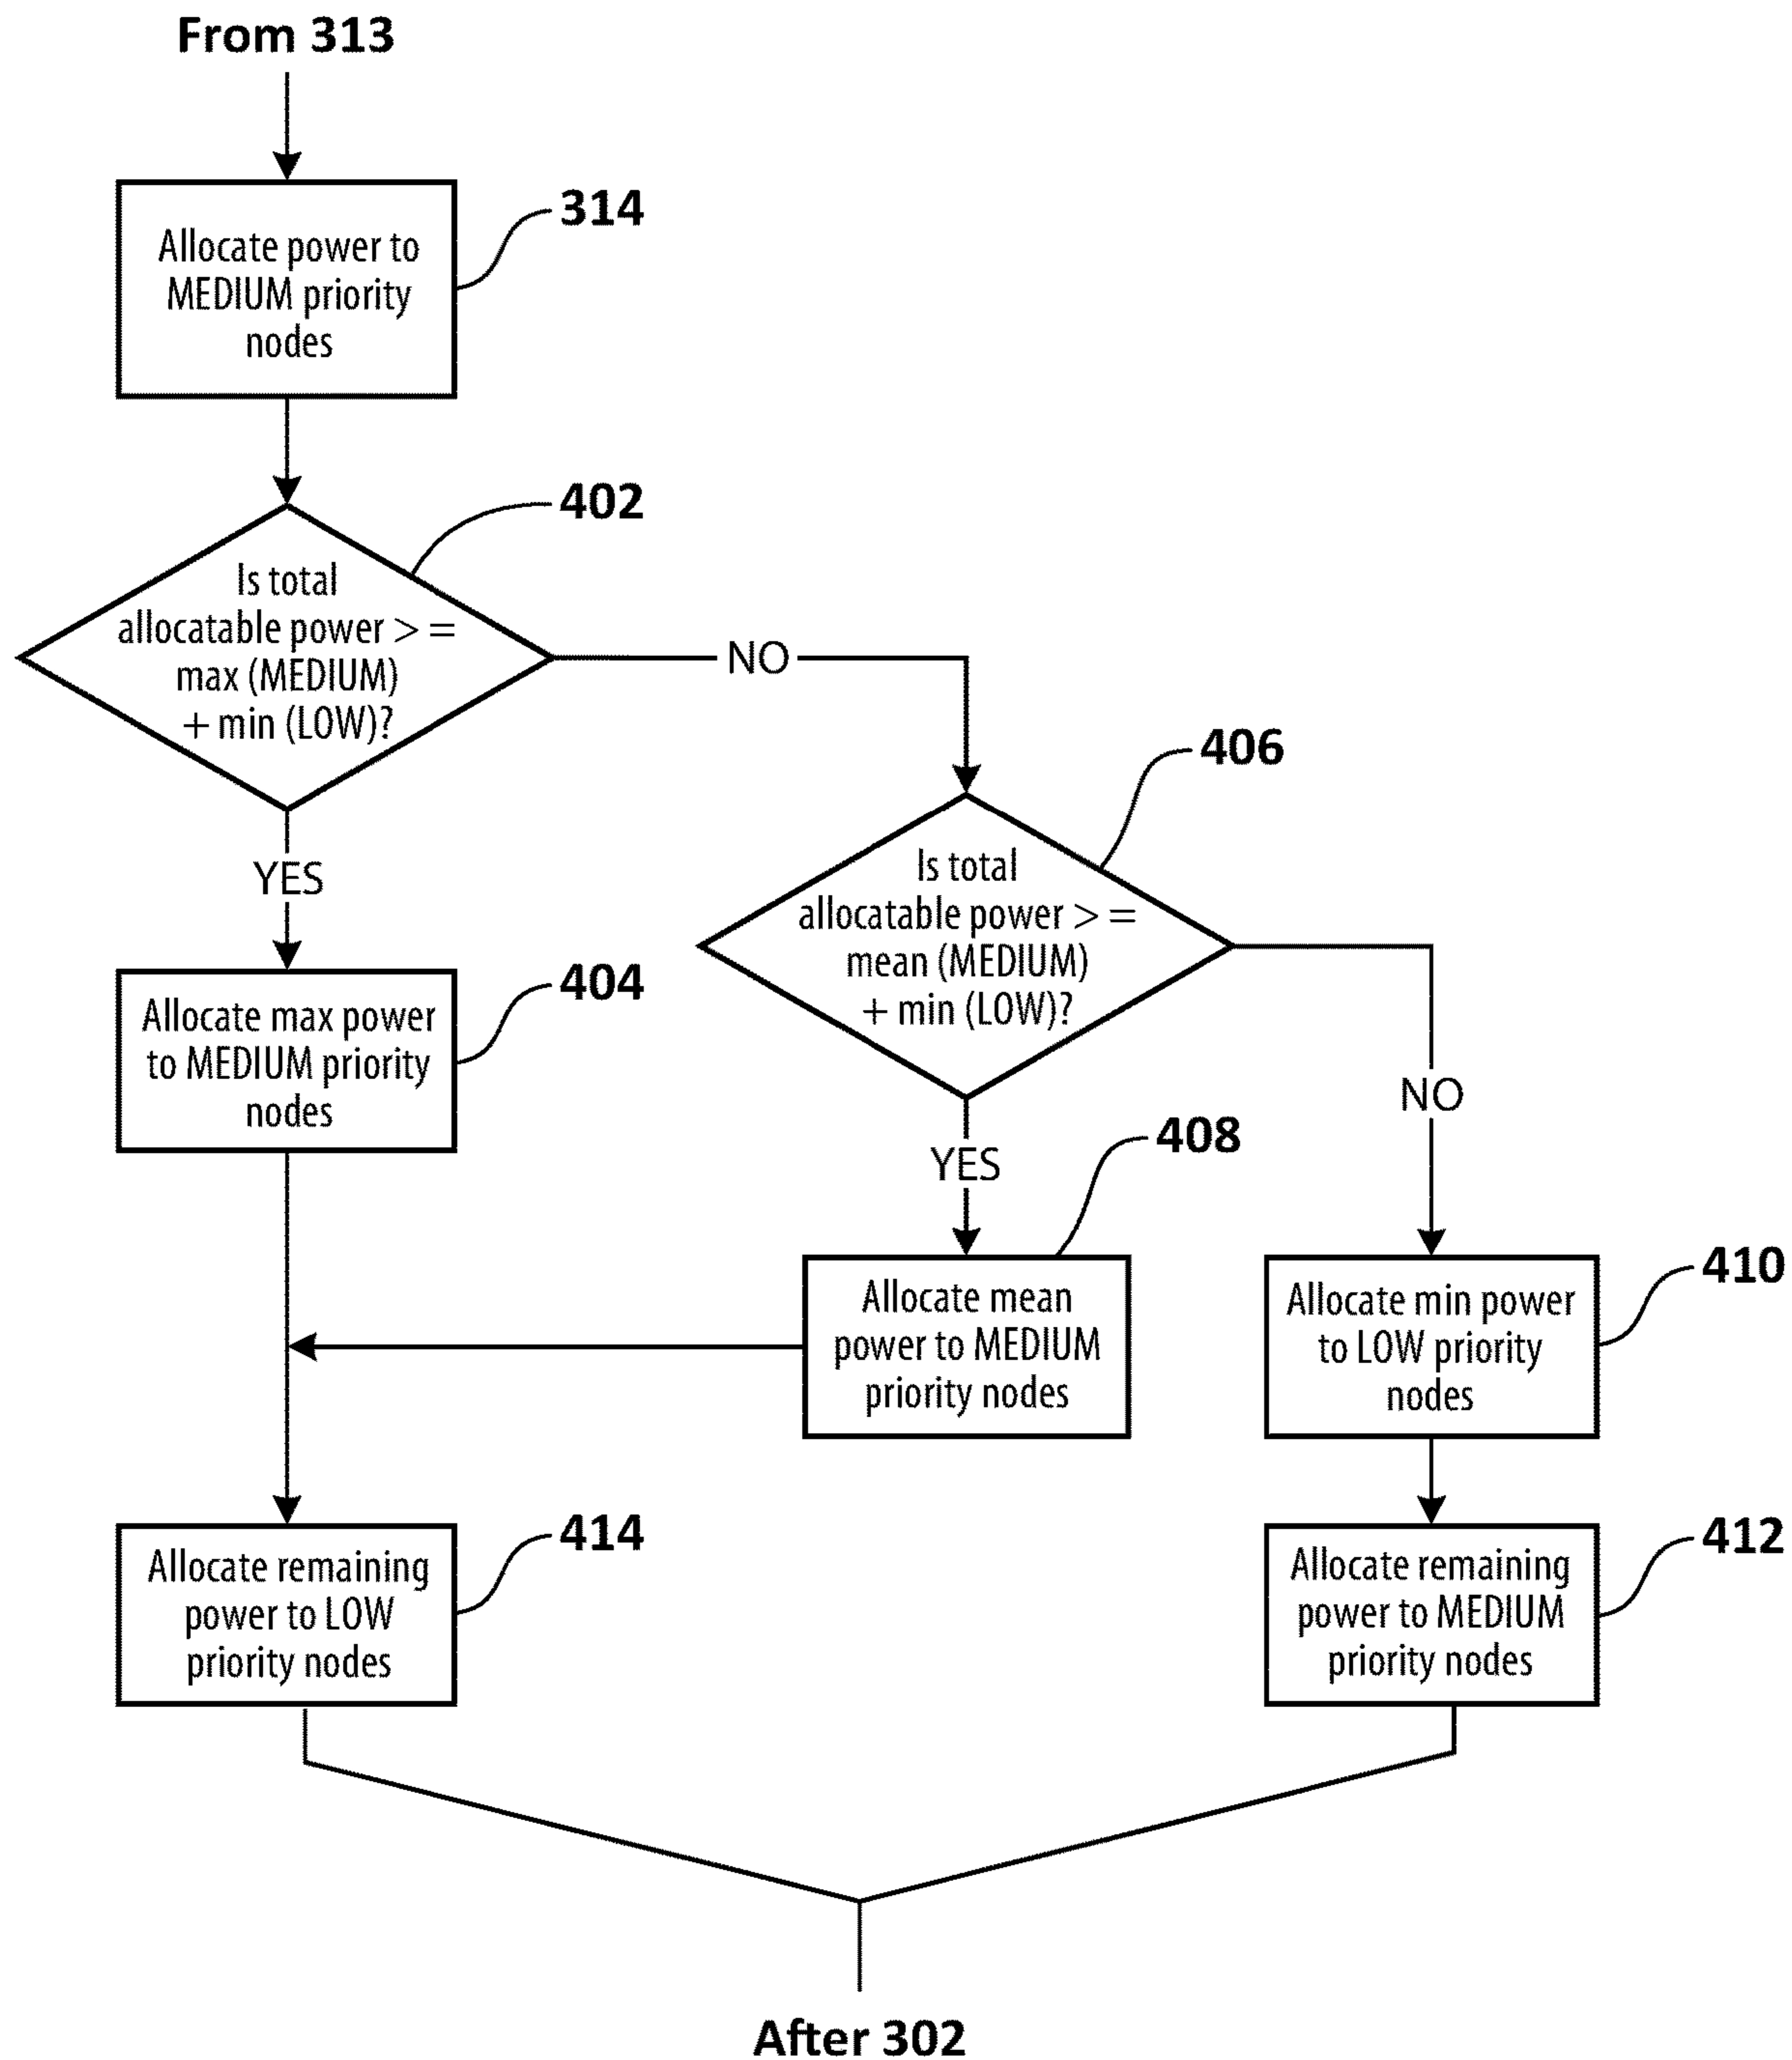 From 313
314
Allocate power to
MEDIUM priority
nodes
402
Is total
allocatable power > =
max (MEDIUM)
+ min (LOW)?
NO
YES
406
Is total
allocatable power > =
mean (MEDIUM)
+ min (LOW)?
404
Allocate max power
to MEDIUM priority
nodes
NO
YES
408
Allocate mean
power to MEDIUM
priority nodes
410
Allocate min power
to LOW priority
nodes
414
Allocate remaining
power to LOW
priority nodes
412
Allocate remaining
power to MEDIUM
priority nodes
After 302